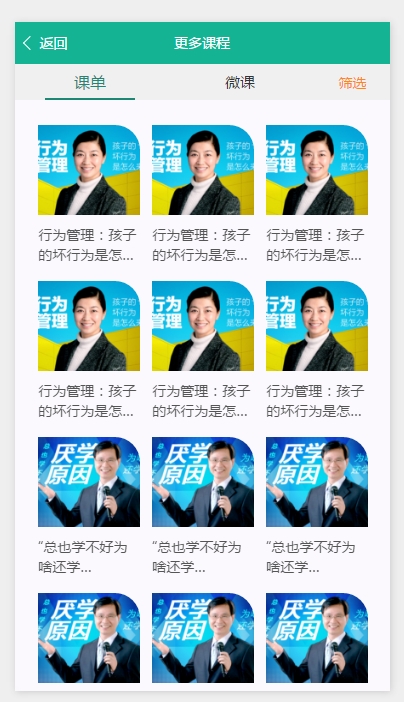 返回
更多课程
课单
微课
筛选
行为
管理
孩子的
坏行为
是怎么来
行为
管理
孩子的
坏行为
是怎么来
行为
管理
孩子的
坏行为
是怎么来
行为管理：孩子
的坏行为是怎...
行为管理：孩子
的坏行为是怎...
行为管理：孩子
的坏行为是怎...
行为
管理
孩子的
坏行为
是怎么来
行为
管理
孩子的
坏行为
是怎么来
行为
管理
孩子的
坏行为
是怎么来
行为管理：孩子
的坏行为是怎...
行为管理：孩子
的坏行为是怎...
行为管理：孩子
的坏行为是怎...
厌学
原因
厌学
原因
厌学
原因
“总也学不好为
啥还学...
“总也学不好为
啥还学...
“总也学不好为
啥还学...
厌学
原因
厌学
原因
厌学
原因